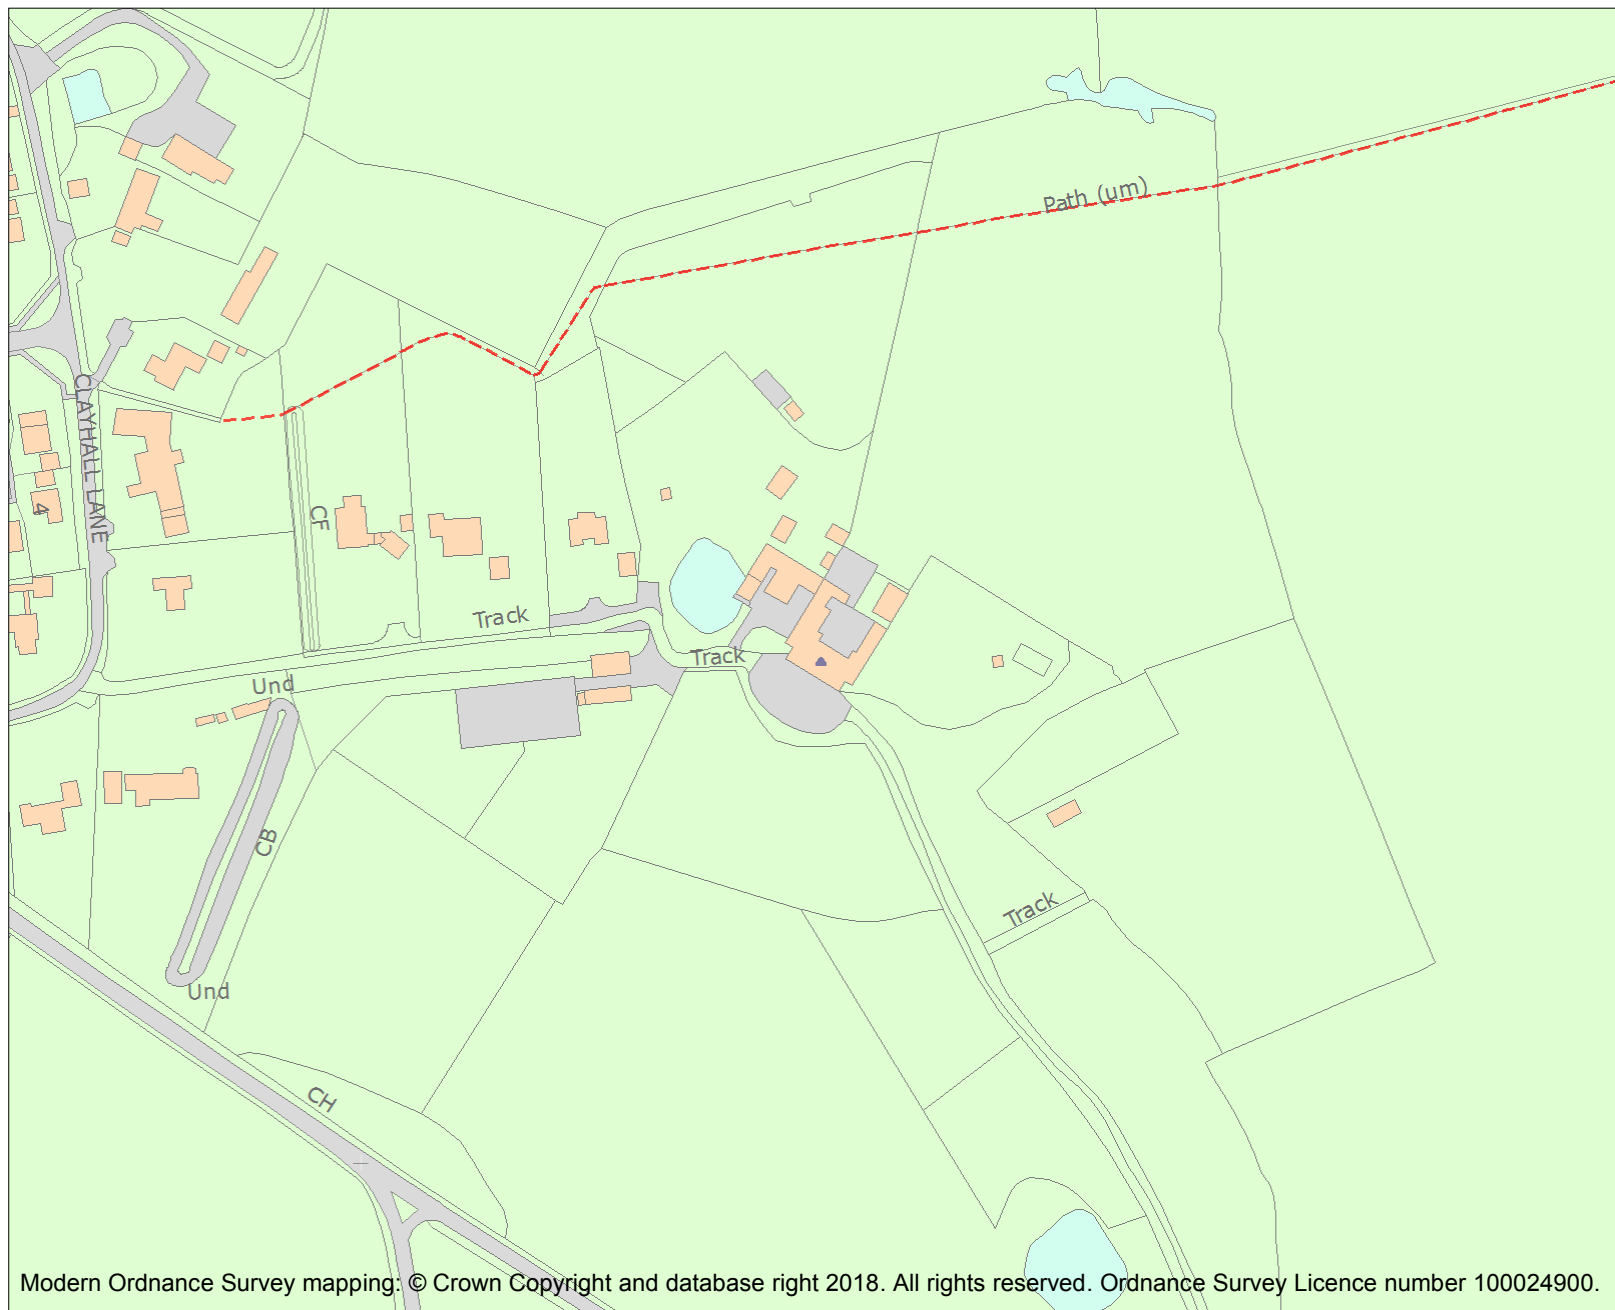 Path (um)
CLAYHALL LANE
4
CF
Track
Track
Und
CB
Track
Und
CH
Modern Ordnance Survey mapping: © Crown Copyright and database right 2018. All rights reserved. Ordnance Survey Licence number 100024900.